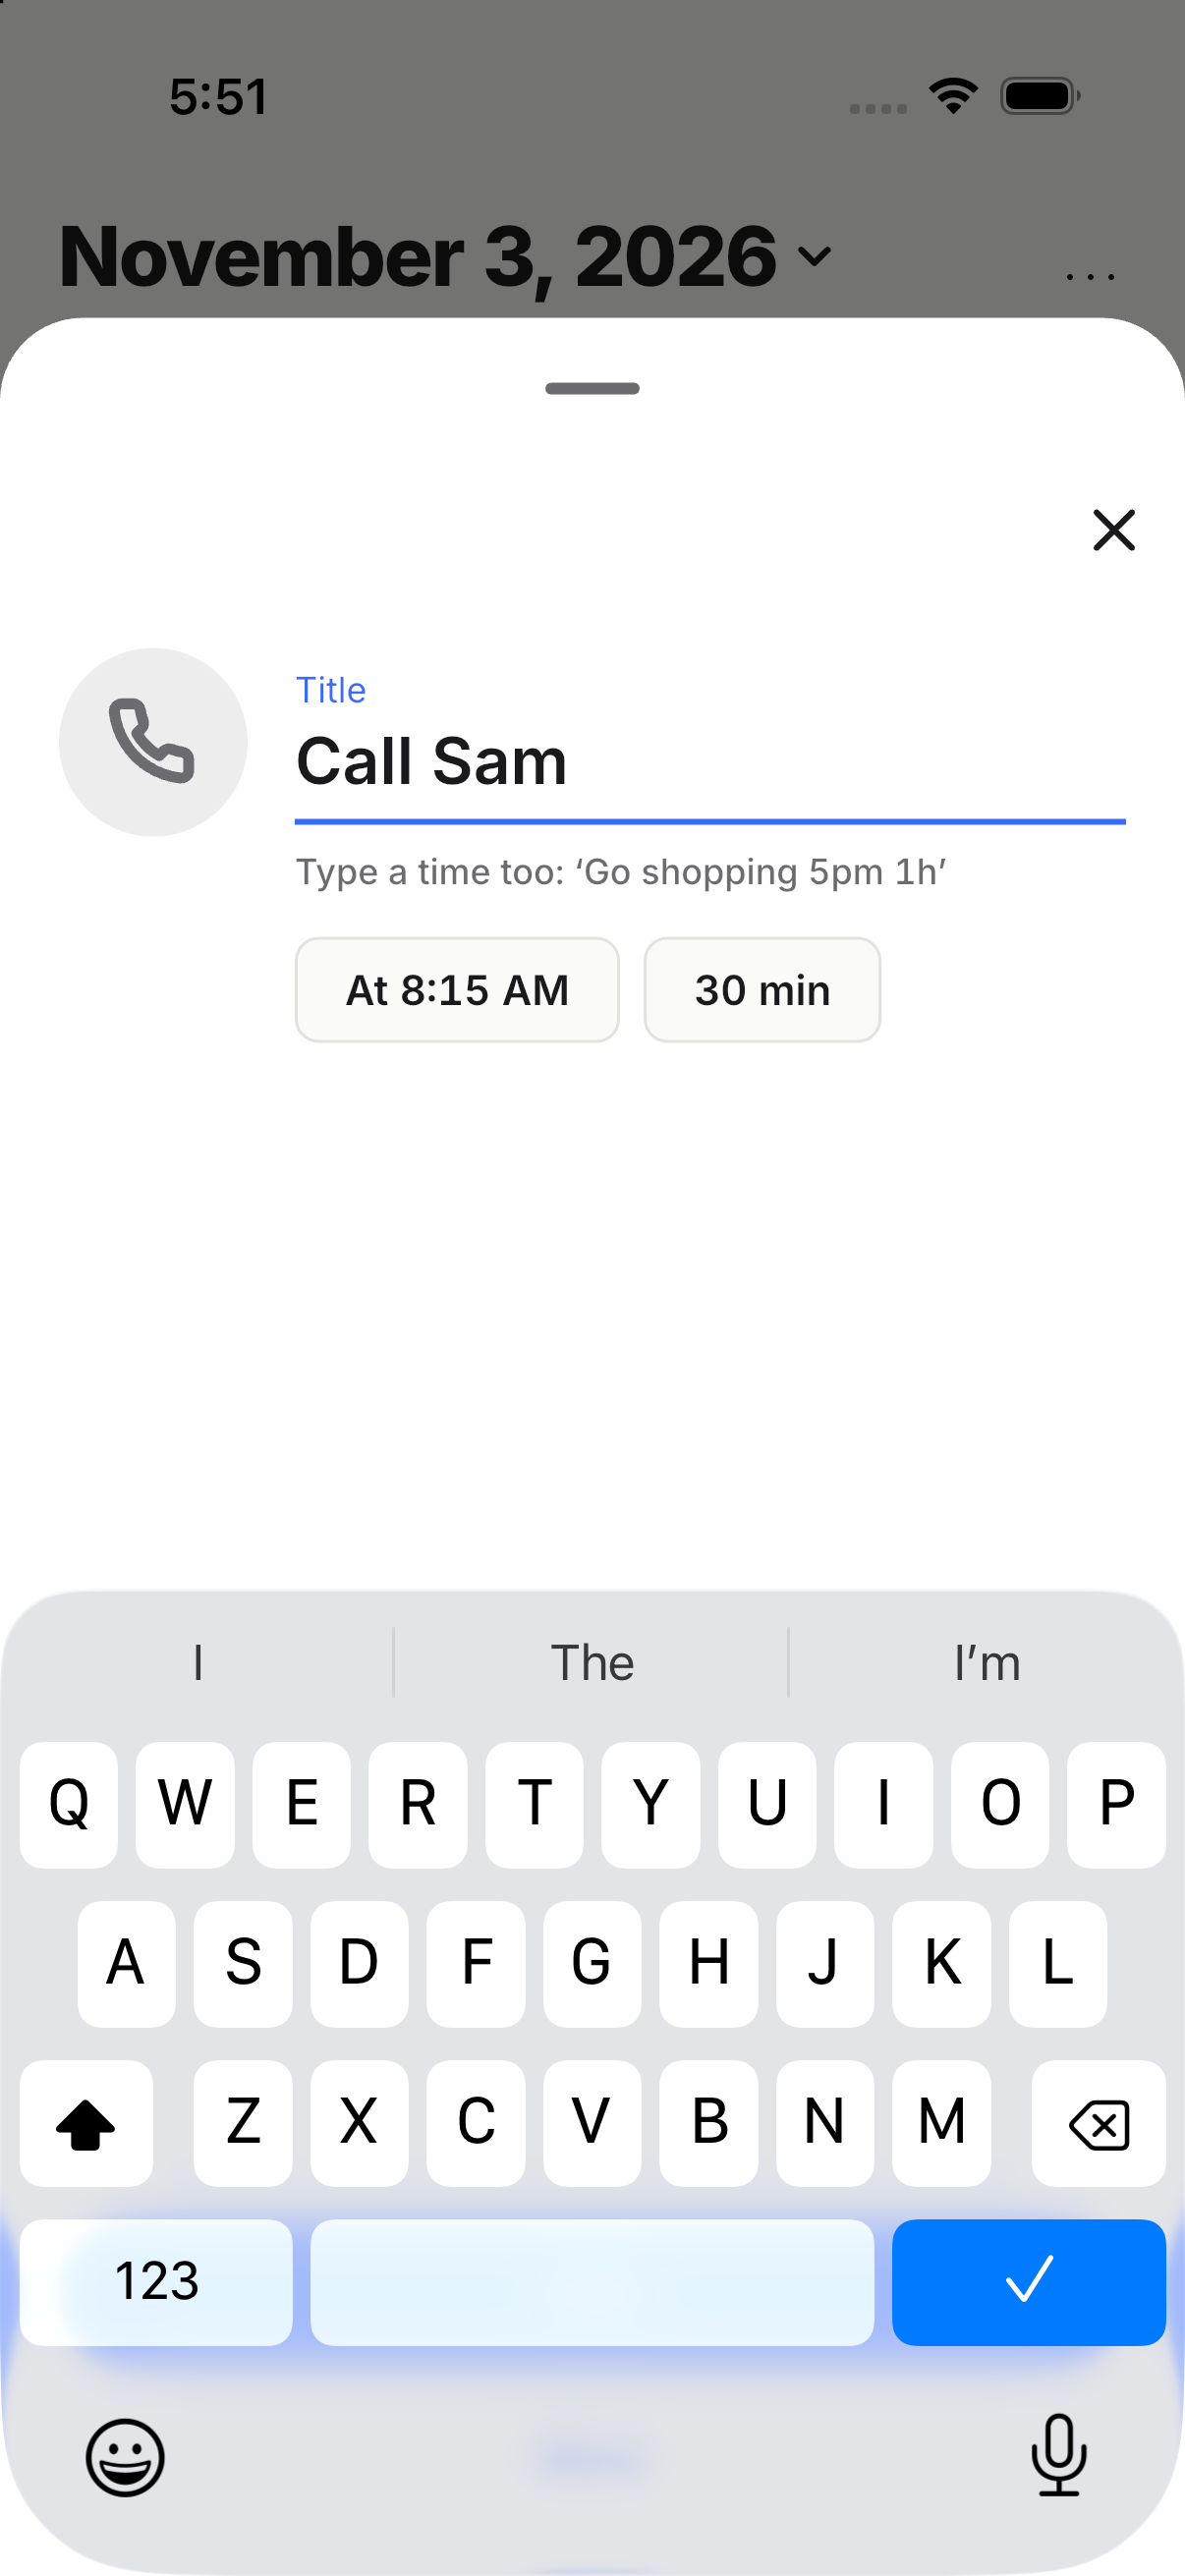 5:51
November 3, 2026
...
Title
Call Sam
Type a time too: ‘Go shopping 5pm 1h’
At 8:15 AM 30 min
I The I’m
Q W E R T Y U I O P
A S D F G H J K L
Z X C V B N M
123